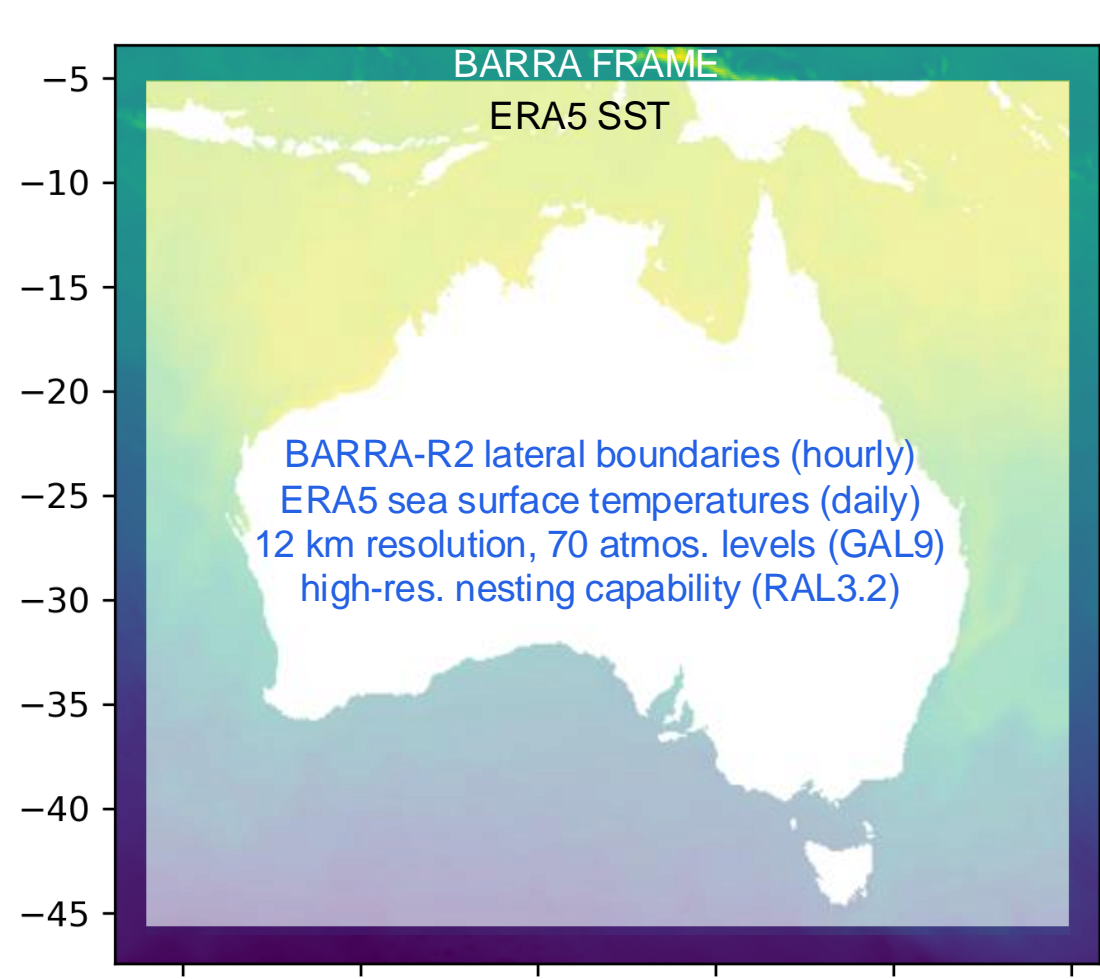 BARRA FRAME
ERA5 SST
−5
−10
−15
−20
BARRA-R2 lateral boundaries (hourly)
ERA5 sea surface temperatures (daily)
12 km resolution, 70 atmos. levels (GAL9)
high-res. nesting capability (RAL3.2)
−25
−30
−35
−40
−45